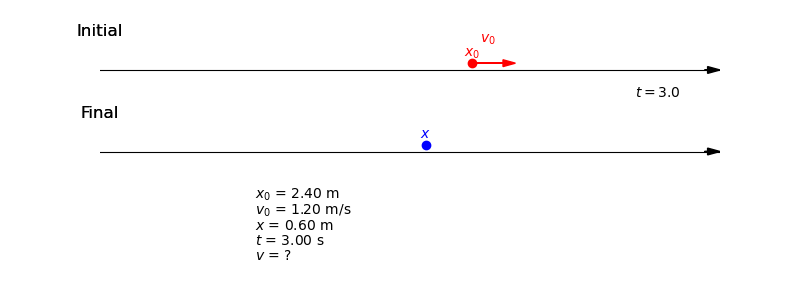 Initial
v₀
x₀
t = 3.0
Final
x
x₀ = 2.40 m
v₀ = 1.20 m/s
x = 0.60 m
t = 3.00 s
v = ?